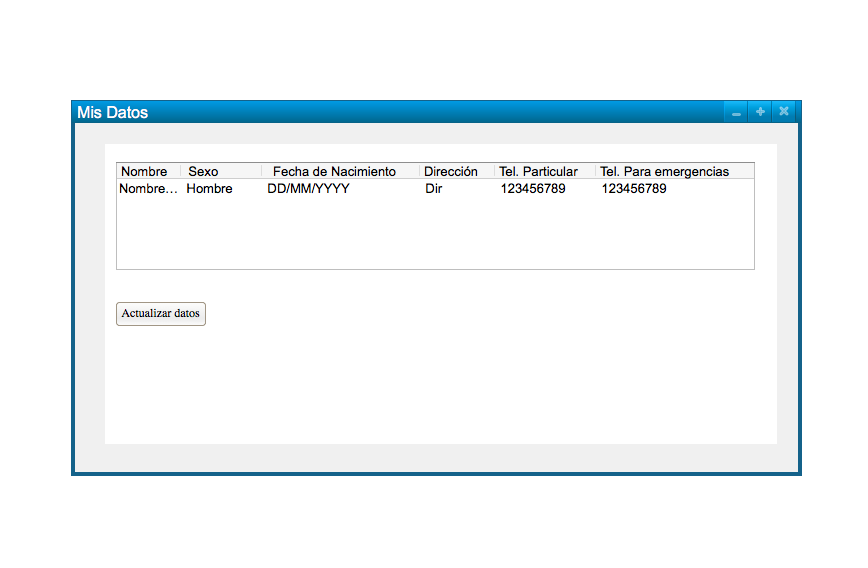 Mis Datos
Nombre Sexo Fecha de Nacimiento Dirección Tel. Particular Tel. Para emergencias
Nombre... Hombre DD/MM/YYYY Dir 123456789 123456789
Actualizar datos